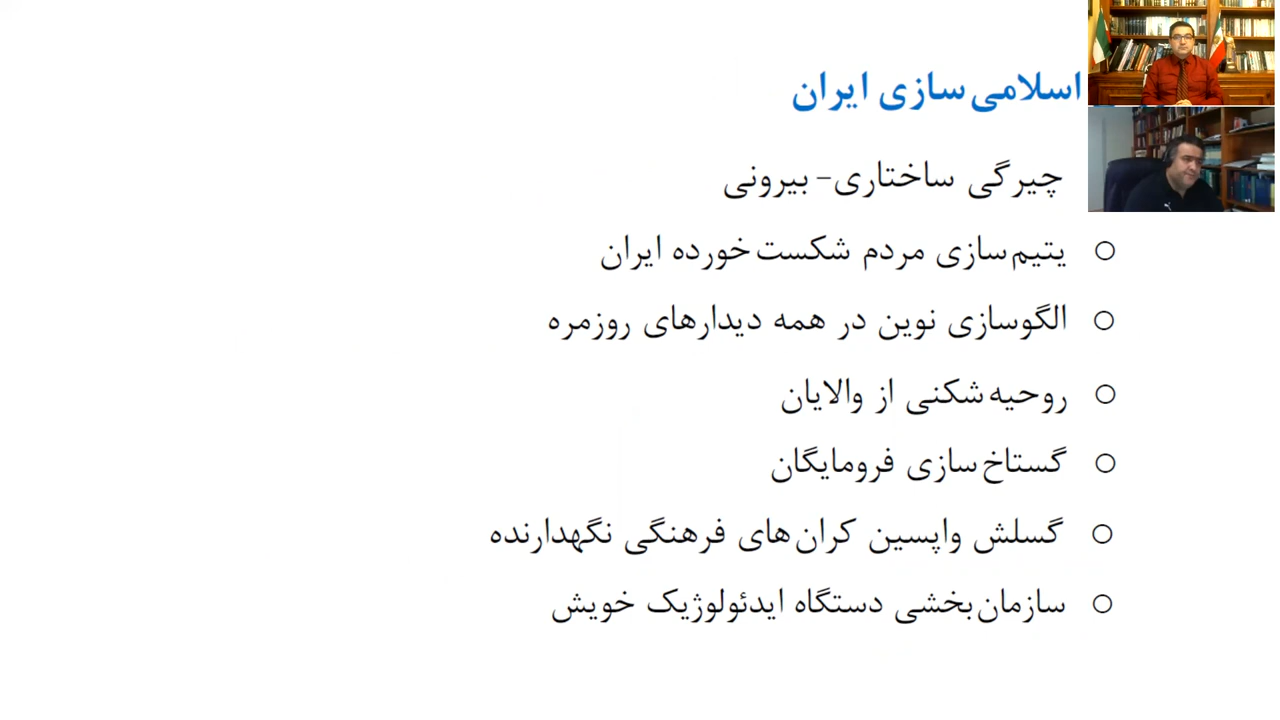 اسلامی‌سازی ایران
چیرگی ساختاری- بیرونی
○ یتیم‌سازی مردم شکست‌خورده ایران
○ الگوسازی نوین در همه دیدارهای روزمره
○ روحیه‌شکنی از والایان
○ گستاخ‌سازی فرومایگان
○ گسلش واپسین کران‌های فرهنگی نگهدارنده
○ سازمان‌بخشی دستگاه ایدئولوژیک خویش